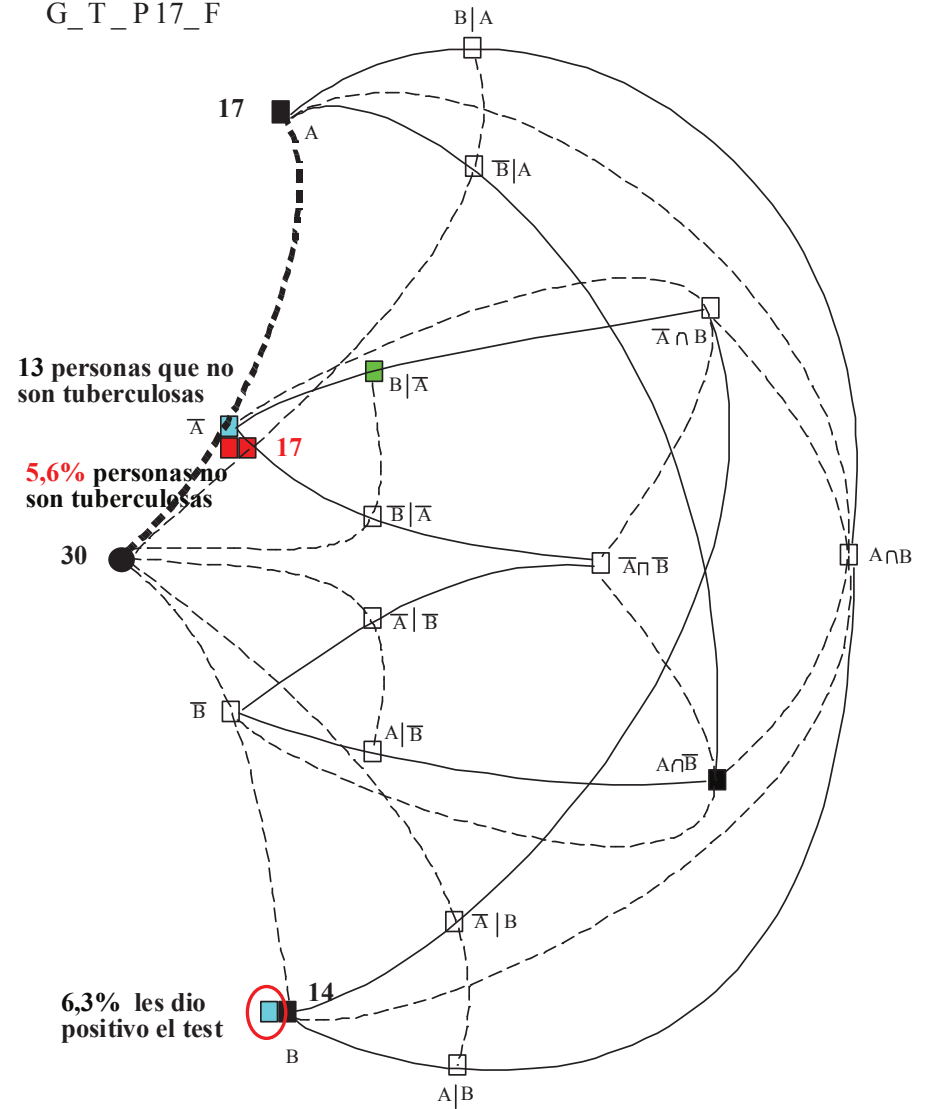 G_T_P17_F
B|A
17
A
B̅|A
A̅∩B
13 personas que no
son tuberculosas
B|A̅
A̅
17
5,6% personas no
son tuberculosas
B|A̅
30
A̅⊓B̅
A∩B
A̅|B̅
B̅
A|B̅
A∩B̅
A̅|B
14
6,3% les dio
positivo el test
B
A|B